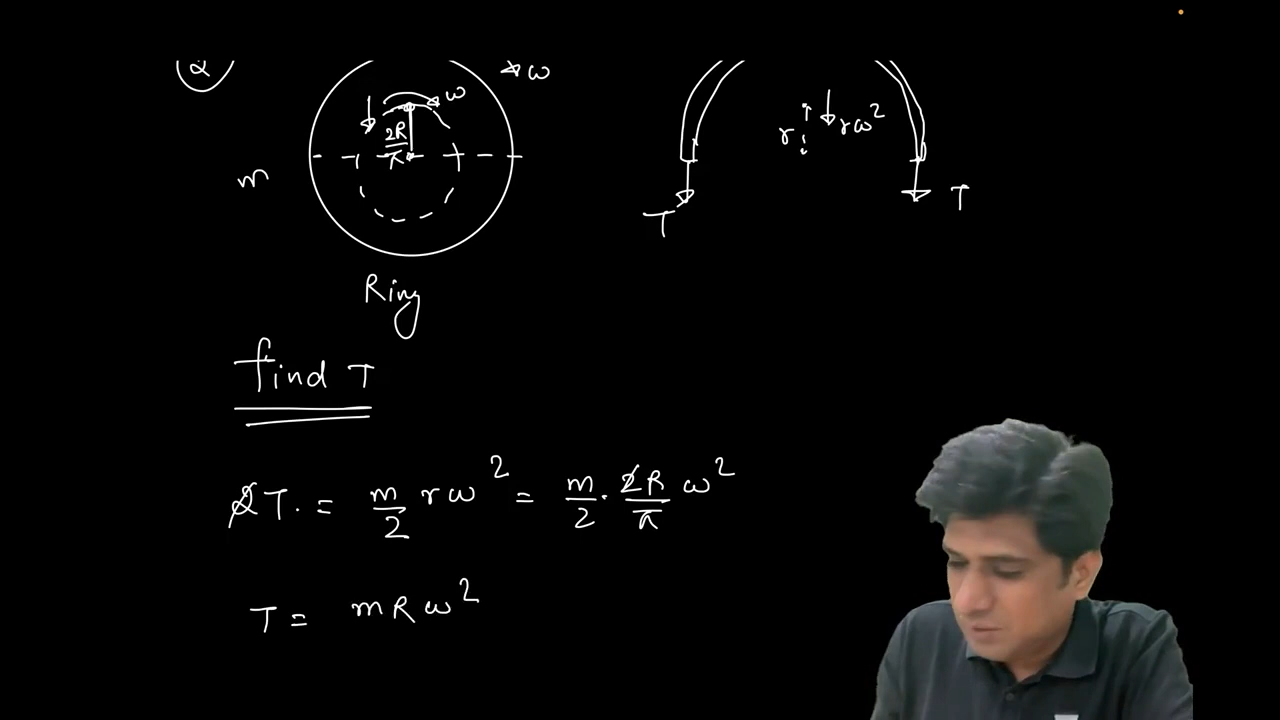 α
ω
ω
2R/π
m
r
rω²
T
T
Ring
find T
2T. = m/2 rω² = m/2 . 2R/π ω²
T = mRω²